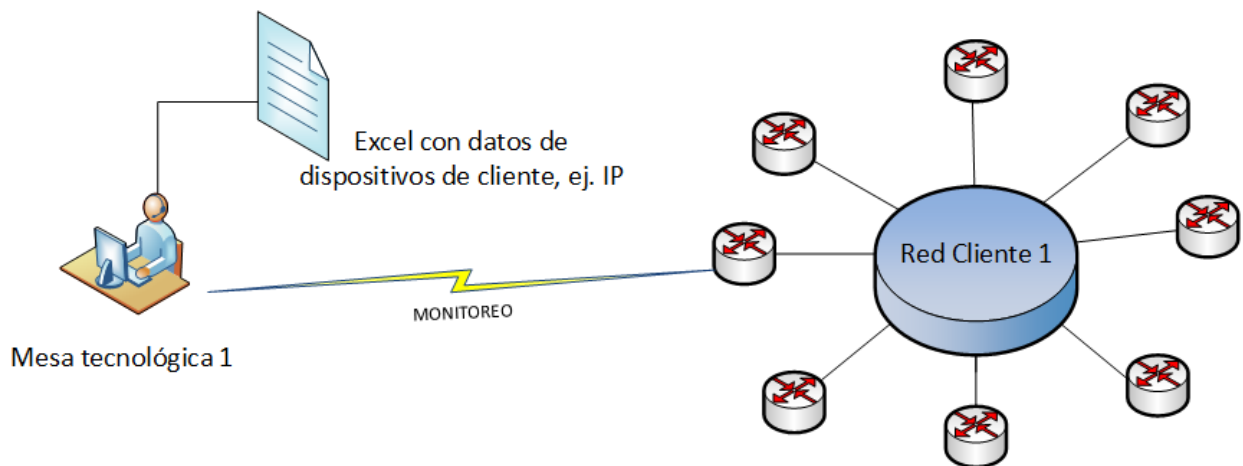 Excel con datos de
dispositivos de cliente, ej. IP
Red Cliente 1
MONITOREO
Mesa tecnológica 1